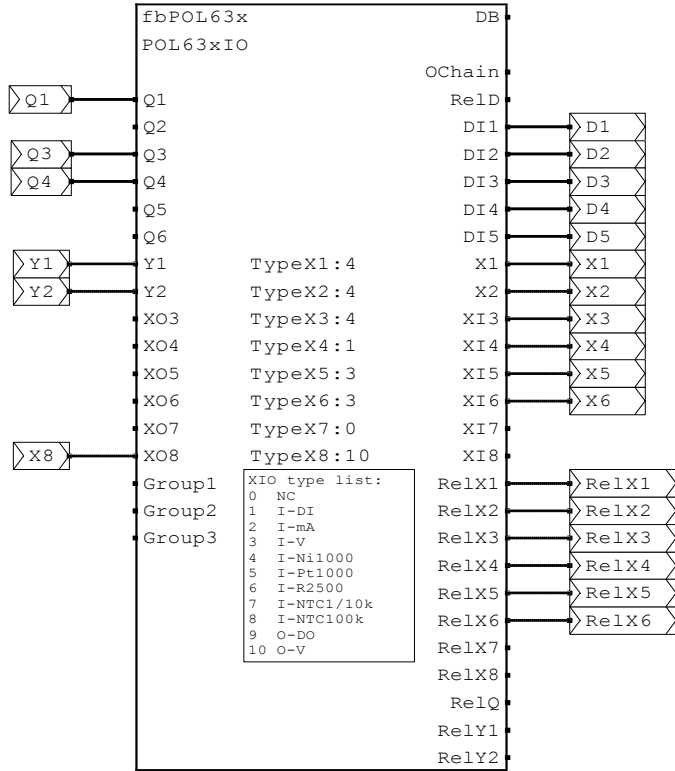 fbPOL63x DB
POL63xIO
OChain
Q1 Q1 RelD
Q2 DI1 D1
Q3 Q3 DI2 D2
Q4 Q4 DI3 D3
Q5 DI4 D4
Q6 DI5 D5
Y1 Y1 TypeX1:4 X1 X1
Y2 Y2 TypeX2:4 X2 X2
XO3 TypeX3:4 XI3 X3
XO4 TypeX4:1 XI4 X4
XO5 TypeX5:3 XI5 X5
XO6 TypeX6:3 XI6 X6
XO7 TypeX7:0 XI7
X8 XO8 TypeX8:10 XI8
Group1 RelX1 RelX1
Group2 RelX2 RelX2
Group3 RelX3 RelX3
RelX4 RelX4
RelX5 RelX5
RelX6 RelX6
RelX7
RelX8
RelQ
RelY1
RelY2
XIO type list:
0 NC
1 I-DI
2 I-mA
3 I-V
4 I-Ni1000
5 I-Pt1000
6 I-R2500
7 I-NTC1/10k
8 I-NTC100k
9 O-DO
10 O-V